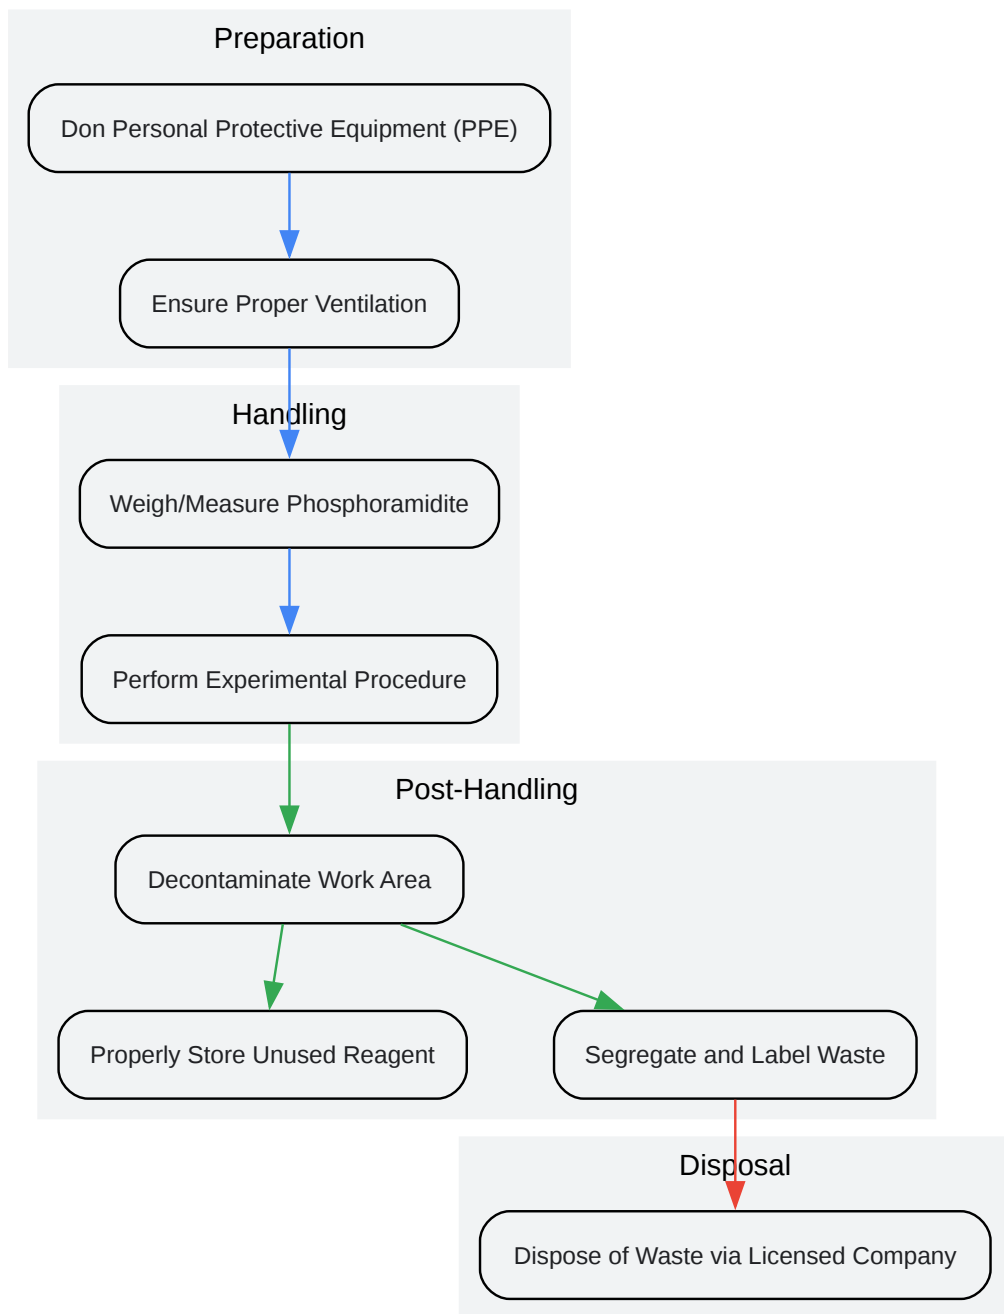 Preparation
Don Personal Protective Equipment (PPE)
Ensure Proper Ventilation
Handling
Weigh/Measure Phosphoramidite
Perform Experimental Procedure
Post-Handling
Decontaminate Work Area
Properly Store Unused Reagent
Segregate and Label Waste
Disposal
Dispose of Waste via Licensed Company